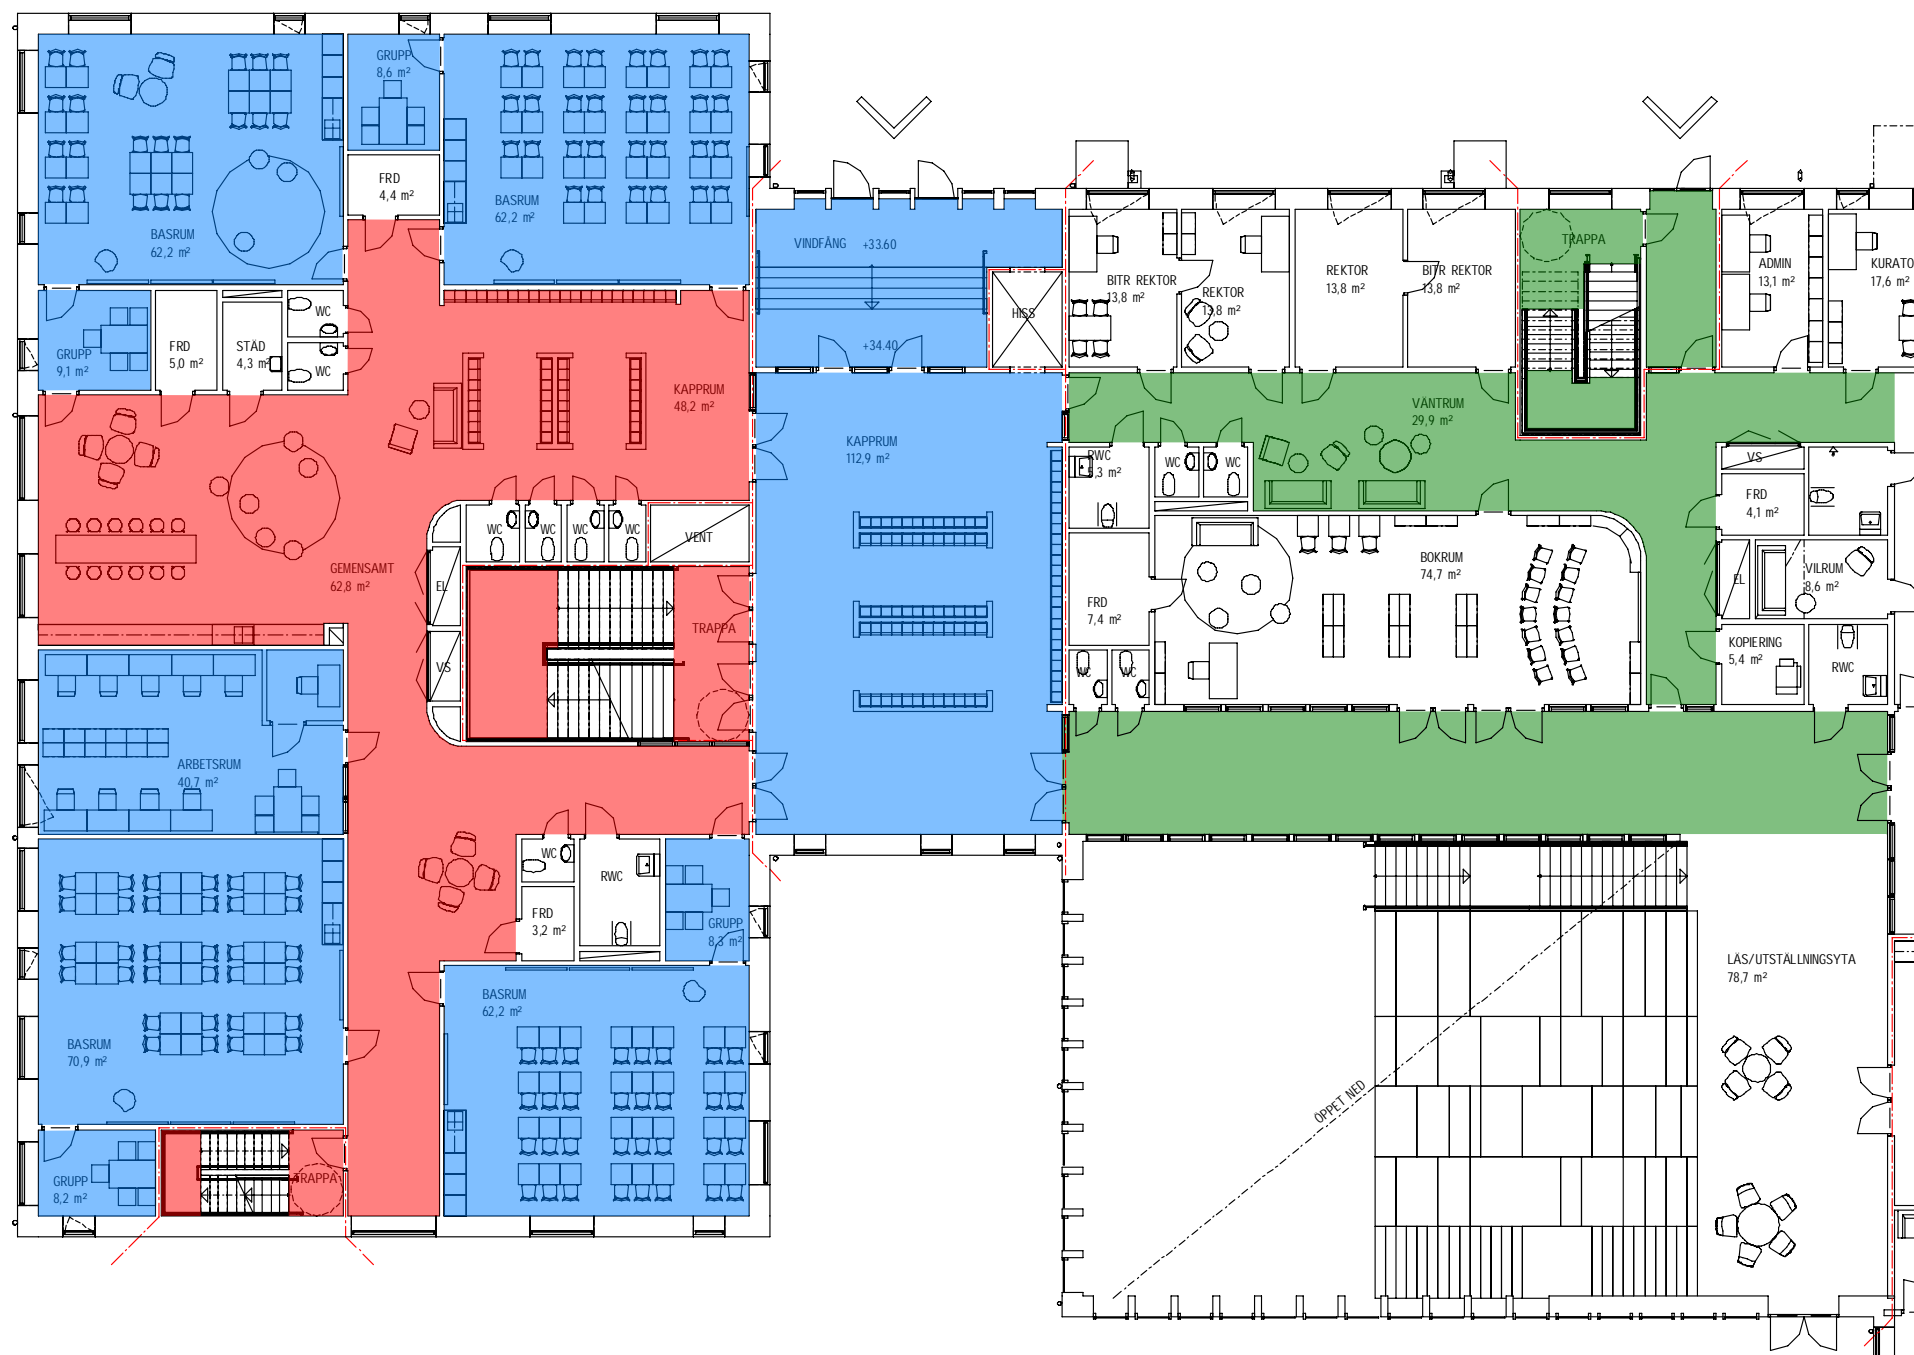 GRUPP
8,6 m²
BASRUM
62,2 m²
FRD
4,4 m²
BASRUM
62,2 m²
VINDFÅNG +33.60
+34.40
HISS
BITR REKTOR
13,8 m²
REKTOR
13,8 m²
REKTOR
13,8 m²
BITR REKTOR
13,8 m²
TRAPPA
ADMIN
13,1 m²
KURATO
17,6 m²
GRUPP
9,1 m²
FRD
5,0 m²
STÄD
4,3 m²
WC
WC
KAPPRUM
48,2 m²
KAPPRUM
112,9 m²
VÄNTRUM
29,9 m²
RWC
5,3 m²
WC
WC
VS
FRD
4,1 m²
WC
WC
WC
WC
VENT
GEMENSAMT
62,8 m²
EL
VS
TRAPPA
FRD
7,4 m²
BOKRUM
74,7 m²
EL
VILRUM
8,6 m²
WC
WC
KOPIERING
5,4 m²
RWC
ARBETSRUM
40,7 m²
WC
RWC
FRD
3,2 m²
GRUPP
8,3 m²
BASRUM
62,2 m²
BASRUM
70,9 m²
GRUPP
8,2 m²
TRAPPA
LÄS/UTSTÄLLNINGSYTA
78,7 m²
ÖPPET NED